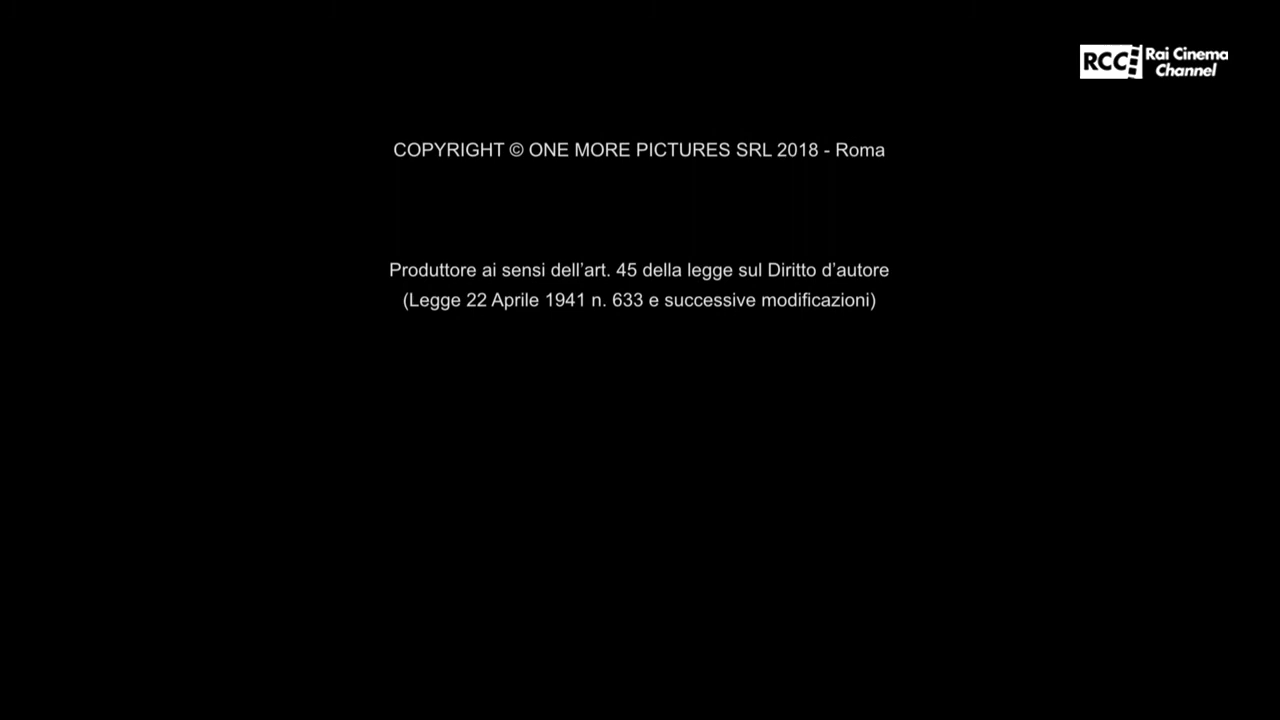 RCC Rai Cinema
Channel
COPYRIGHT © ONE MORE PICTURES SRL 2018 - Roma
Produttore ai sensi dell’art. 45 della legge sul Diritto d’autore
(Legge 22 Aprile 1941 n. 633 e successive modificazioni)